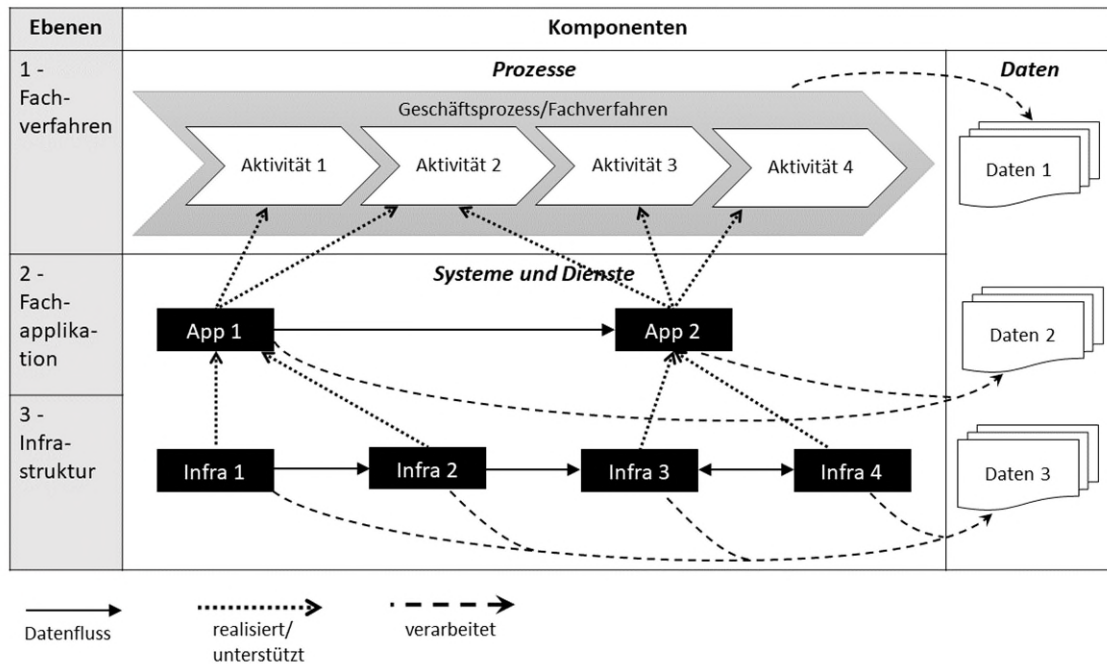 Ebenen
Komponenten
1 -
Fach-
verfahren
Prozesse
Daten
Geschäftsprozess/Fachverfahren
Aktivität 1
Aktivität 2
Aktivität 3
Aktivität 4
Daten 1
2 -
Fach-
applika-
tion
Systeme und Dienste
App 1
App 2
Daten 2
3 -
Infra-
struktur
Infra 1
Infra 2
Infra 3
Infra 4
Daten 3
Datenfluss
realisiert/
unterstützt
verarbeitet